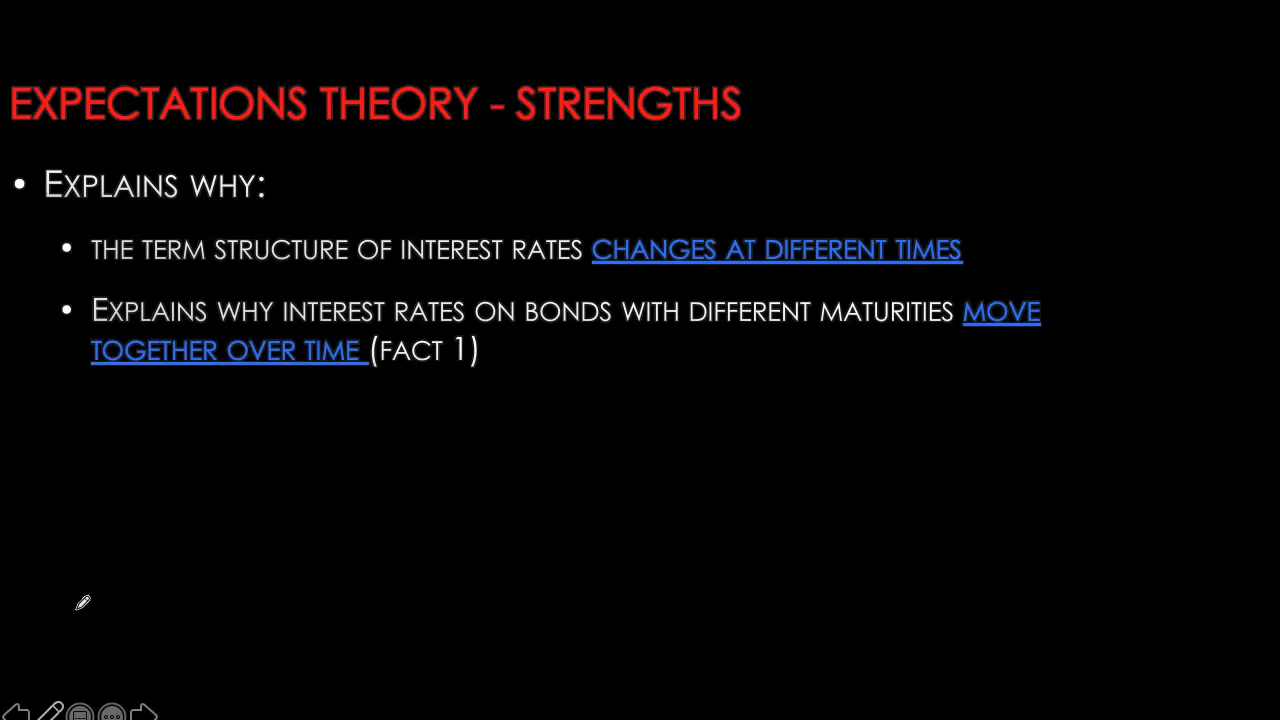 EXPECTATIONS THEORY - STRENGTHS
• EXPLAINS WHY:
• THE TERM STRUCTURE OF INTEREST RATES CHANGES AT DIFFERENT TIMES
• EXPLAINS WHY INTEREST RATES ON BONDS WITH DIFFERENT MATURITIES MOVE
TOGETHER OVER TIME (FACT 1)